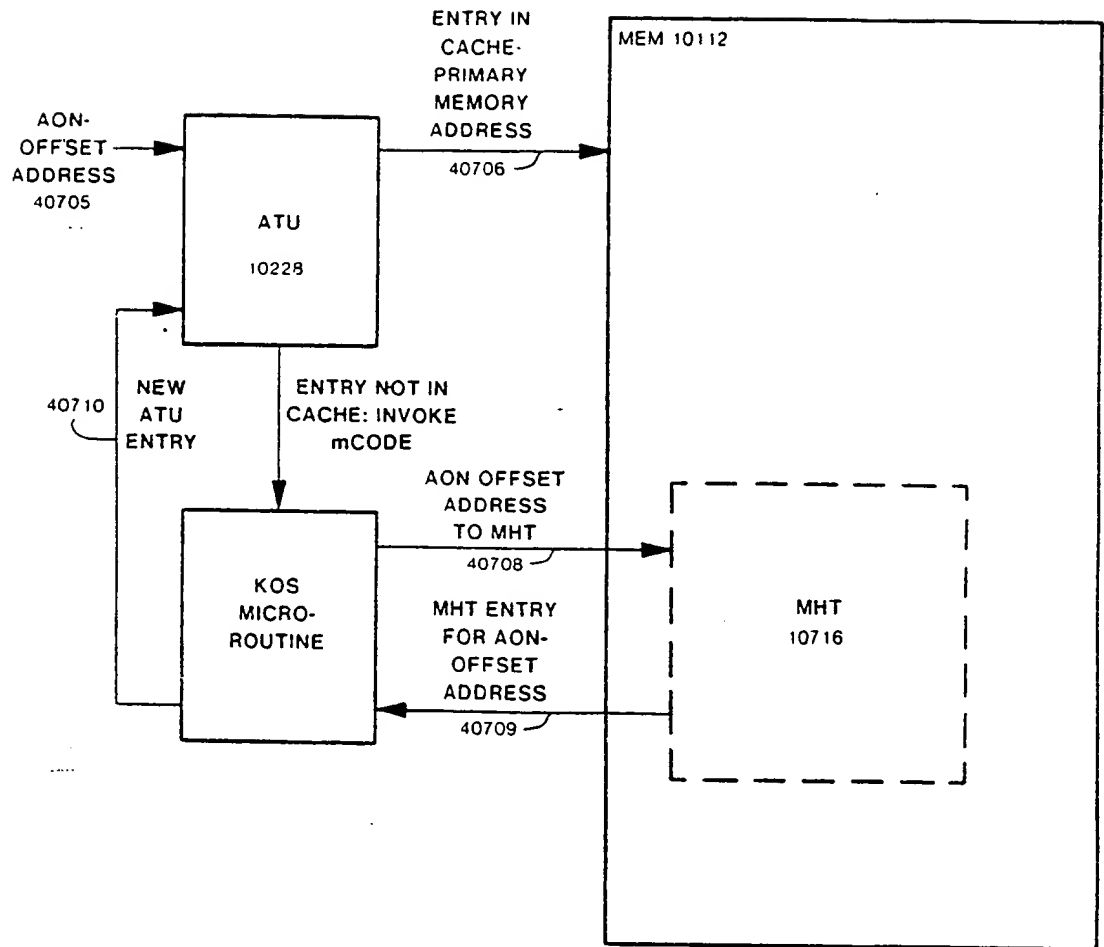 ENTRY IN
CACHE-
PRIMARY
MEMORY
ADDRESS
40706
MEM 10112
AON-
OFFSET
ADDRESS
40705
ATU
10228
40710
NEW
ATU
ENTRY
ENTRY NOT IN
CACHE: INVOKE
mCODE
AON OFFSET
ADDRESS
TO MHT
40708
KOS
MICRO-
ROUTINE
MHT ENTRY
FOR AON-
OFFSET
ADDRESS
40709
MHT
10716